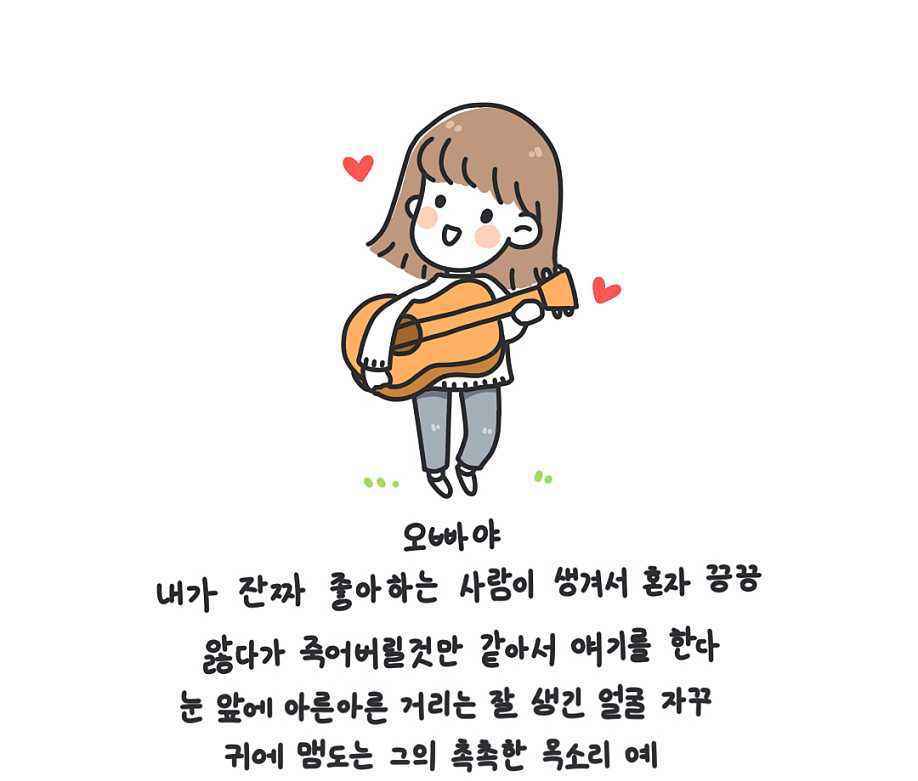 오빠야
내가 잔짜 좋아하는 사람이 생겨서 혼자 끙끙
앓다가 죽어버릴것만 같아서 얘기를 한다
눈 앞에 아른아른 거리는 잘 생긴 얼굴 자꾸
귀에 맴도는 그의 촉촉한 목소리 예